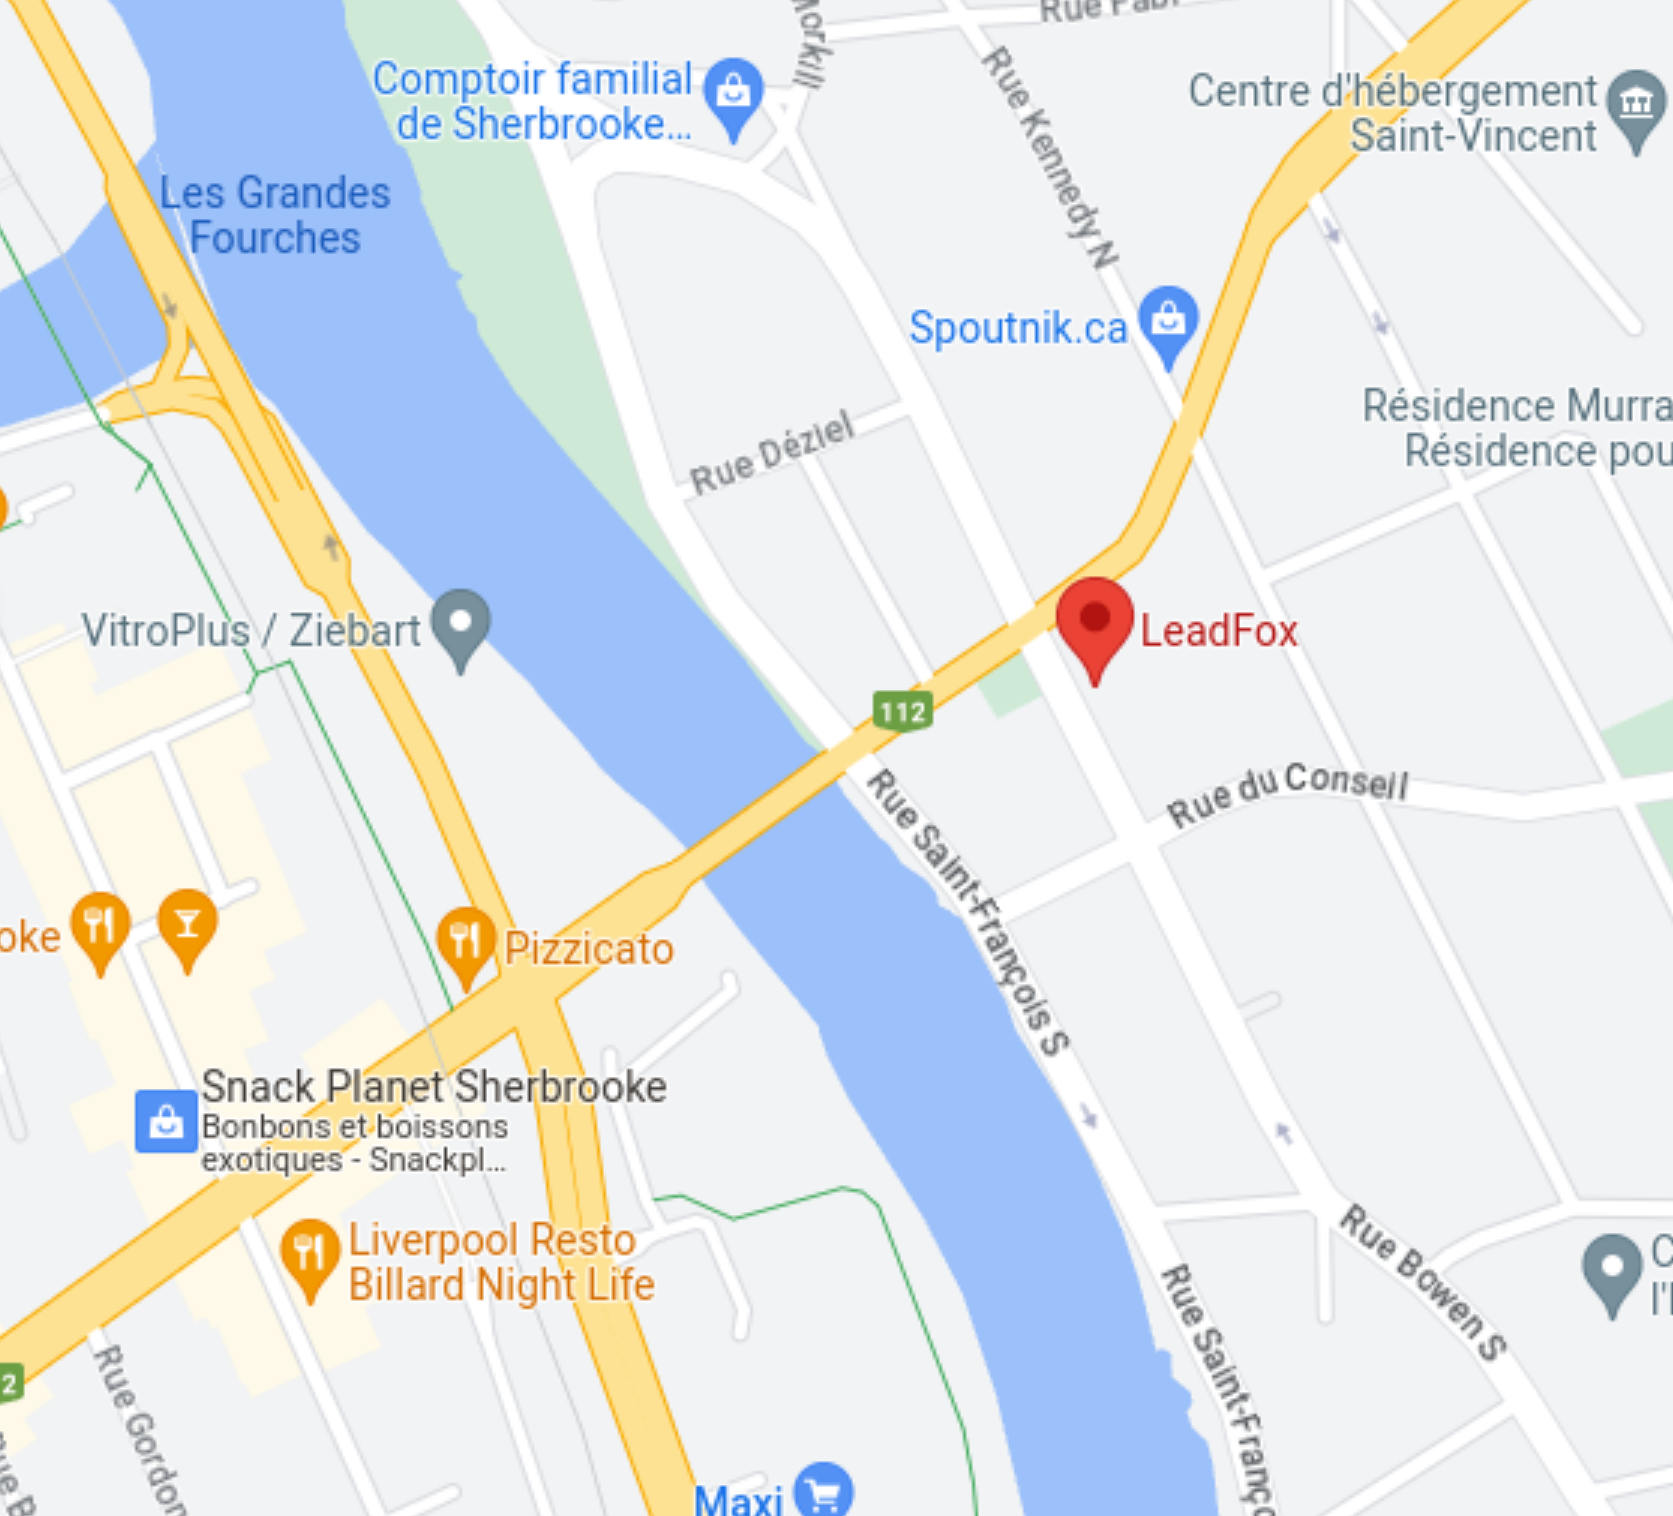 Rue Fabi
Morkill
Comptoir familial
de Sherbrooke...
Rue Kennedy N
Centre d'hébergement
Saint-Vincent
Les Grandes
Fourches
Spoutnik.ca
Résidence Murra
Résidence pou
Rue Déziel
VitroPlus / Ziebart
LeadFox
112
Rue du Conseil
Rue Saint-François S
oke
Pizzicato
Snack Planet Sherbrooke
Bonbons et boissons
exotiques - Snackpl...
Liverpool Resto
Billard Night Life
Rue Bowen S
C
l'
Rue Saint-Franço
2
Rue Gordon
Rue B
Maxi